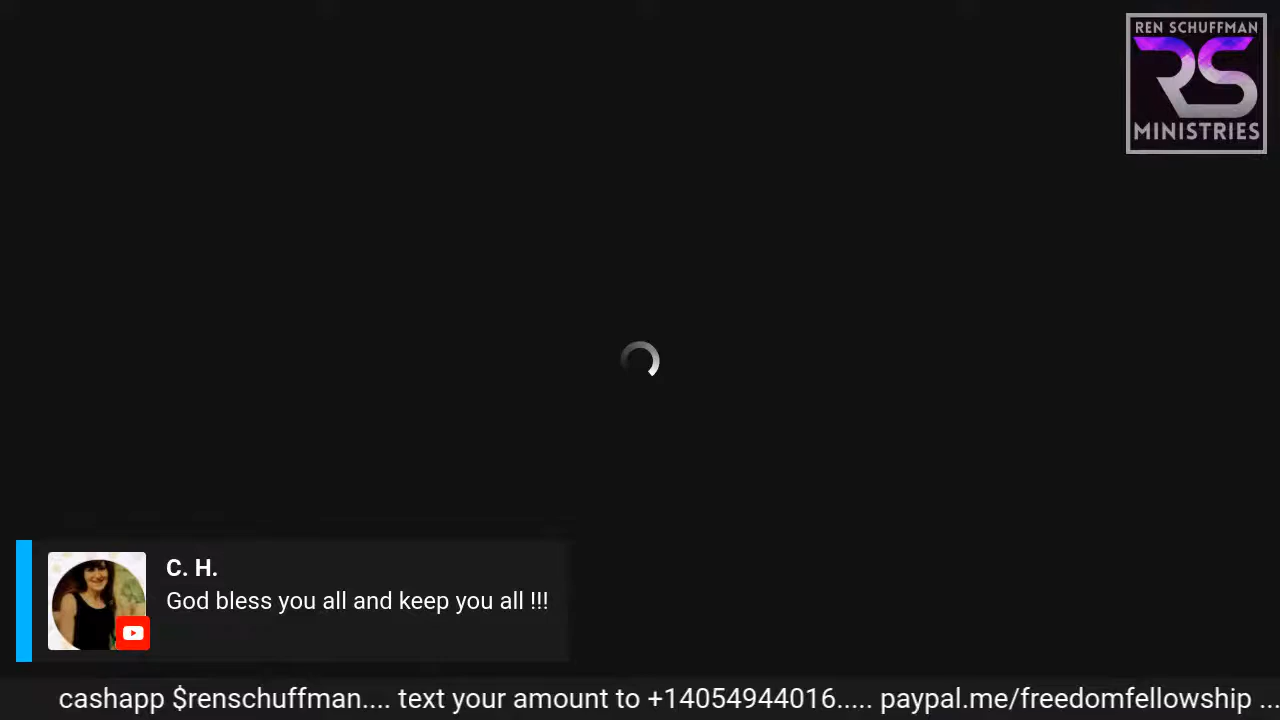 REN SCHUFFMAN
RS
MINISTRIES
C. H.
God bless you all and keep you all !!!
cashapp $renschuffman.... text your amount to +14054944016..... paypal.me/freedomfellowship ...